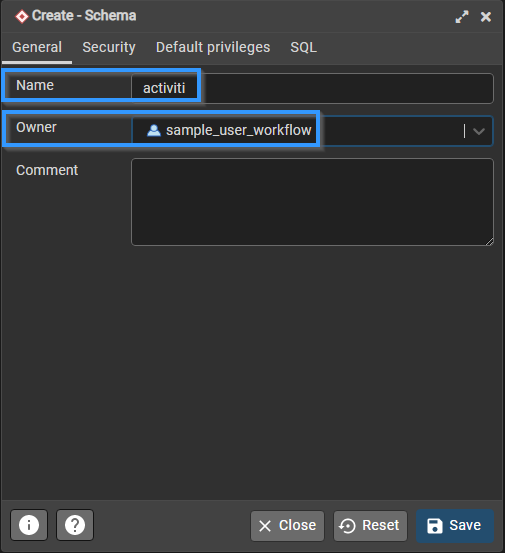 Create - Schema
General Security Default privileges SQL
Name activiti
Owner sample_user_workflow
Comment
Close Reset Save